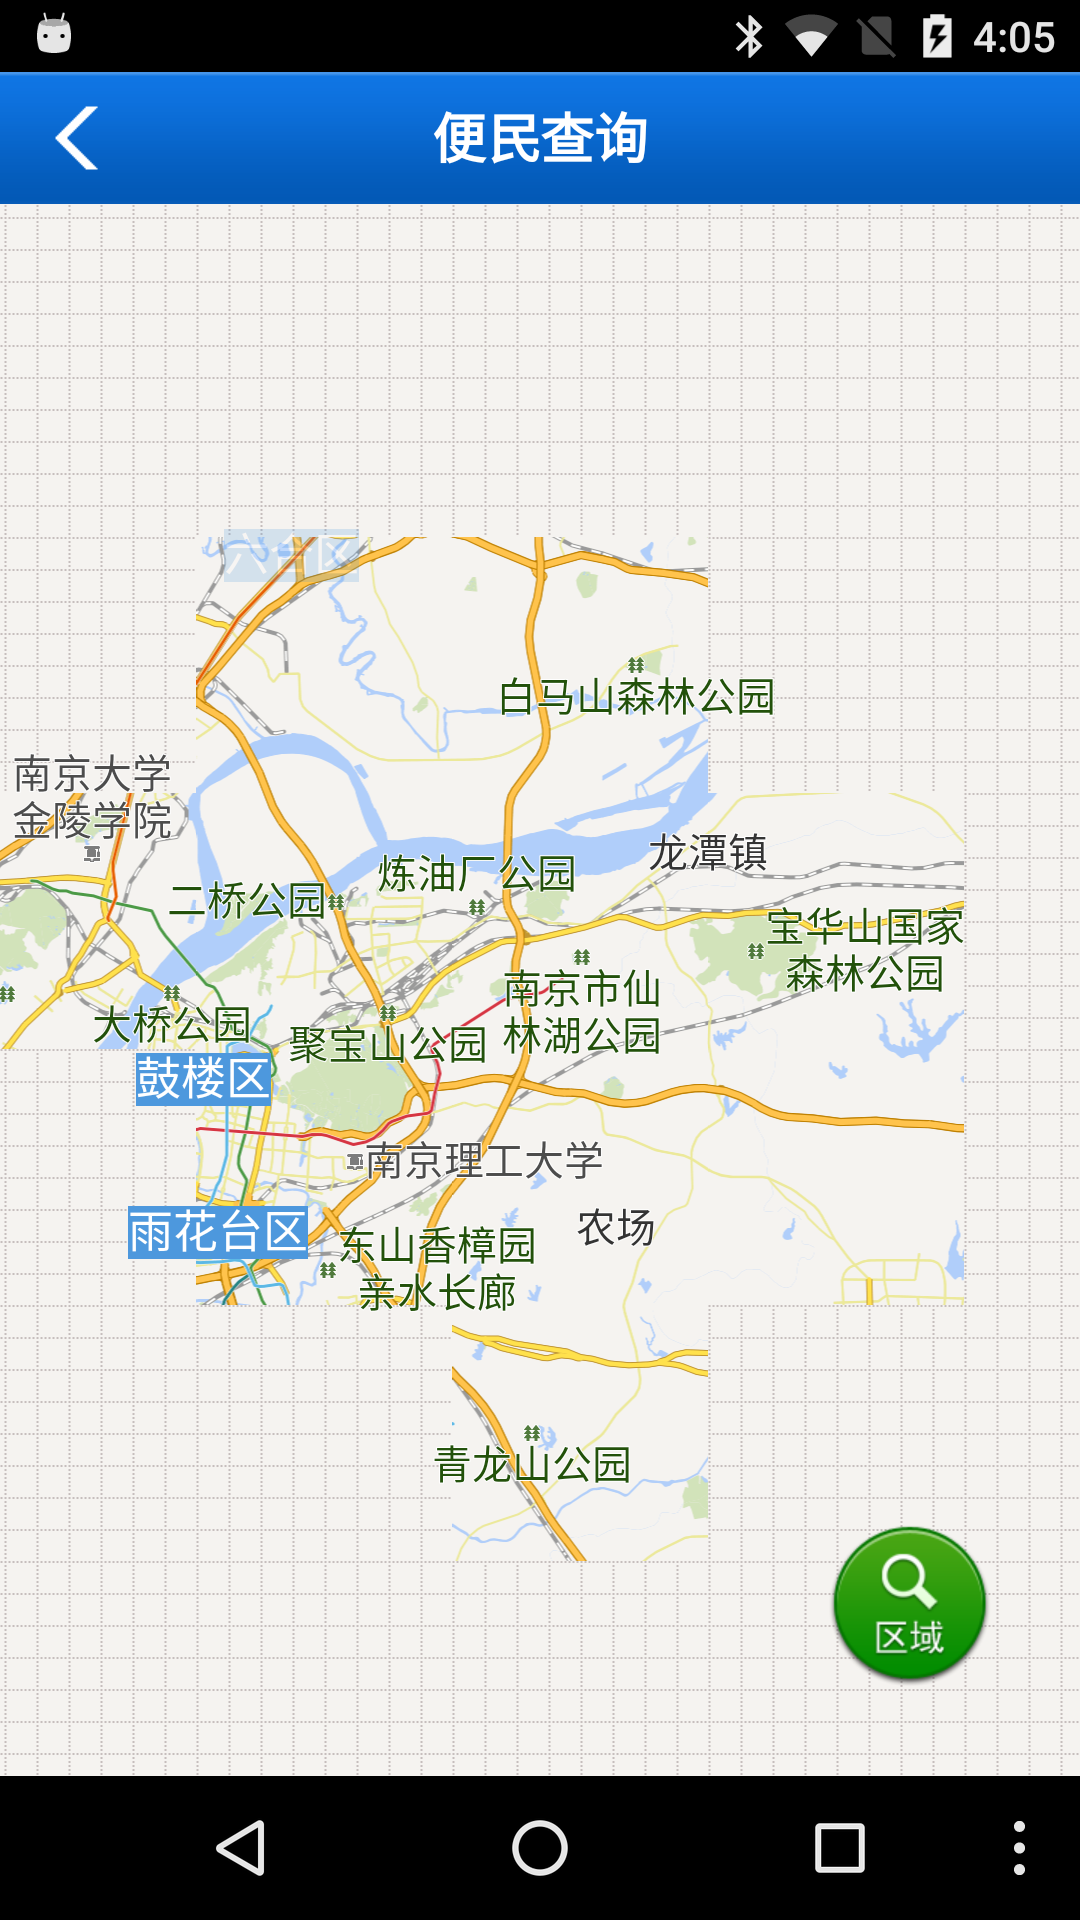 4:05
便民查询
六合区
白马山森林公园
南京大学
金陵学院
龙潭镇
炼油厂公园
二桥公园
宝华山国家
森林公园
南京市仙
林湖公园
大桥公园
聚宝山公园
鼓楼区
南京理工大学
雨花台区
农场
东山香樟园
亲水长廊
青龙山公园
区域